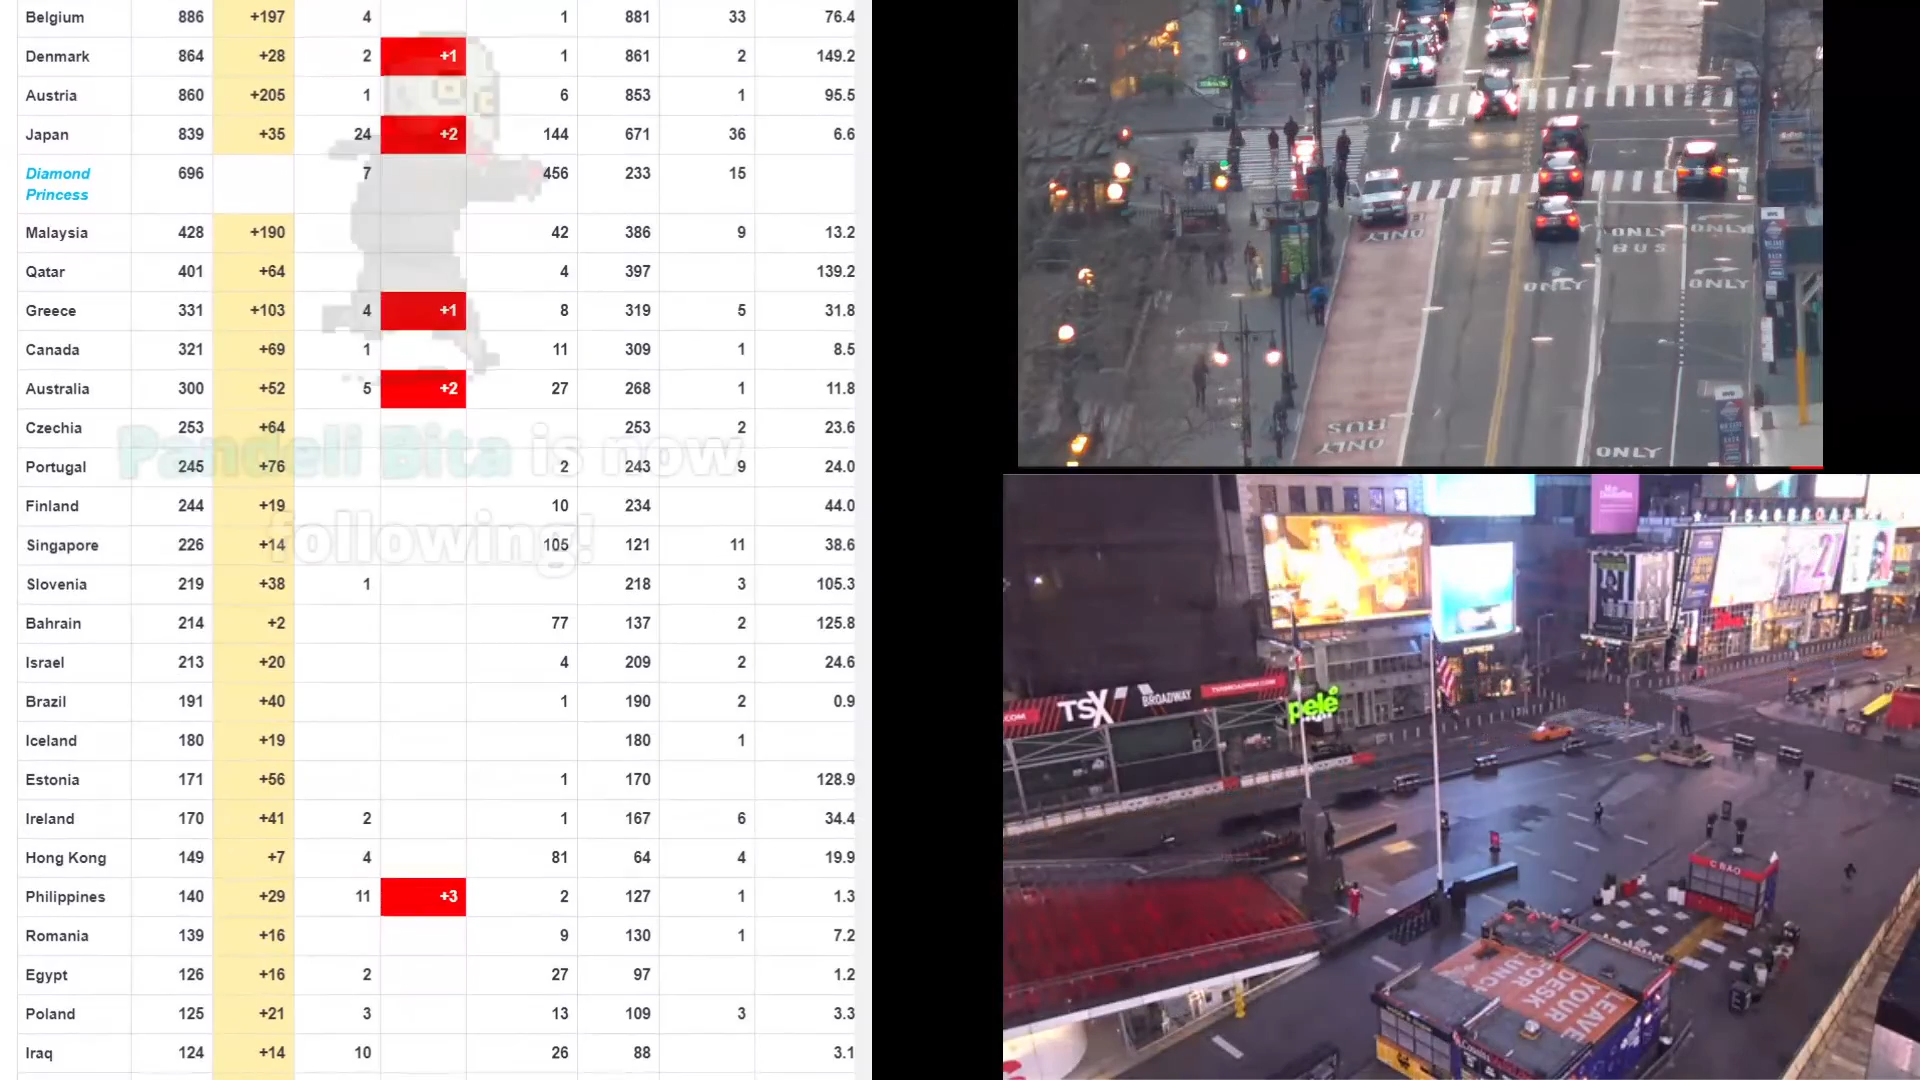 Belgium 886 +197 4 1 881 33 76.4
Denmark 864 +28 2 +1 1 861 2 149.2
Austria 860 +205 1 6 853 1 95.5
Japan 839 +35 24 +2 144 671 36 6.6
Diamond Princess 696 7 456 233 15
Malaysia 428 +190 42 386 9 13.2
Qatar 401 +64 4 397 139.2
Greece 331 +103 4 +1 8 319 5 31.8
Canada 321 +69 1 11 309 1 8.5
Australia 300 +52 5 +2 27 268 1 11.8
Czechia 253 +64 253 2 23.6
Pandeli Bita is now
Portugal 245 +76 2 243 9 24.0
Finland 244 +19 10 234 44.0
following!
Singapore 226 +14 105 121 11 38.6
Slovenia 219 +38 1 218 3 105.3
Bahrain 214 +2 77 137 2 125.8
Israel 213 +20 4 209 2 24.6
Brazil 191 +40 1 190 2 0.9
Iceland 180 +19 180 1
Estonia 171 +56 1 170 128.9
Ireland 170 +41 2 1 167 6 34.4
Hong Kong 149 +7 4 81 64 4 19.9
Philippines 140 +29 11 +3 2 127 1 1.3
Romania 139 +16 9 130 1 7.2
Egypt 126 +16 2 27 97 1.2
Poland 125 +21 3 13 109 3 3.3
Iraq 124 +14 10 26 88 3.1
ONLY
ONLY
BUS
ONLY
ONLY
ONLY
ONLY
BUS
ONLY
ONLY
TSX BROADWAY
.COM
pelé
EXPRESS
LEAVE
YOUR
DESK
FOR
LUNCH